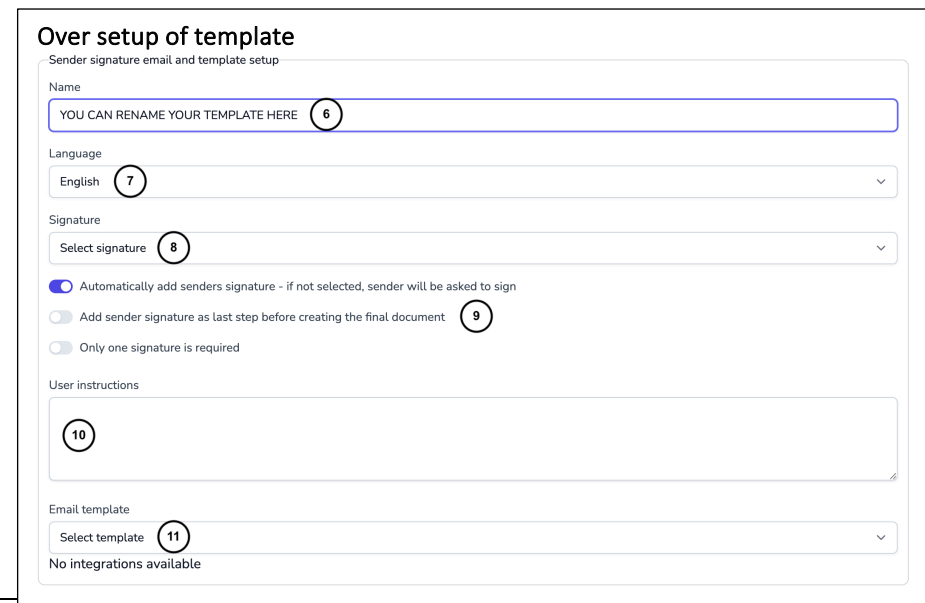 Over setup of template
Sender signature email and template setup
Name
YOU CAN RENAME YOUR TEMPLATE HERE 6
Language
English 7
Signature
Select signature 8
Automatically add senders signature - if not selected, sender will be asked to sign
Add sender signature as last step before creating the final document 9
Only one signature is required
User instructions
10
Email template
Select template 11
No integrations available